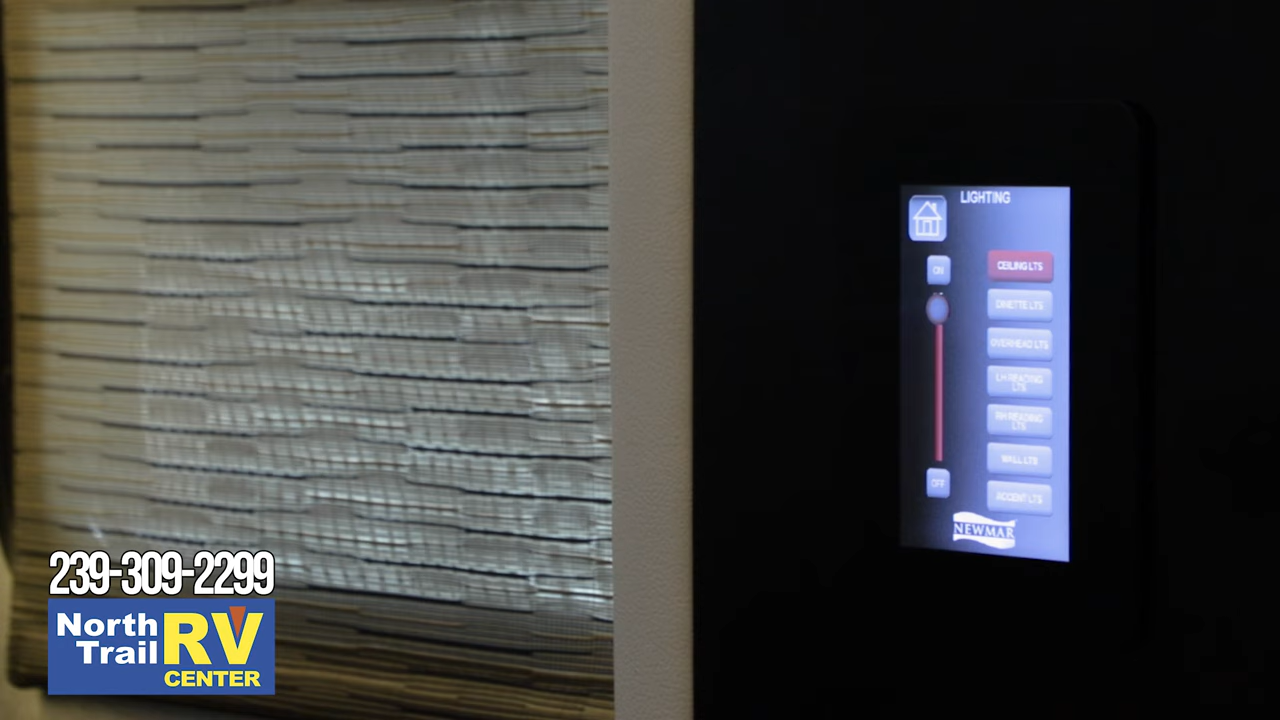 LIGHTING
ON
CEILING LTS
DINETTE LTS
OVERHEAD LTS
LH READING
LTS
RH READING
LTS
WALL LTS
OFF
ACCENT LTS
NEWMAR
239-309-2299
North
Trail
RV
CENTER